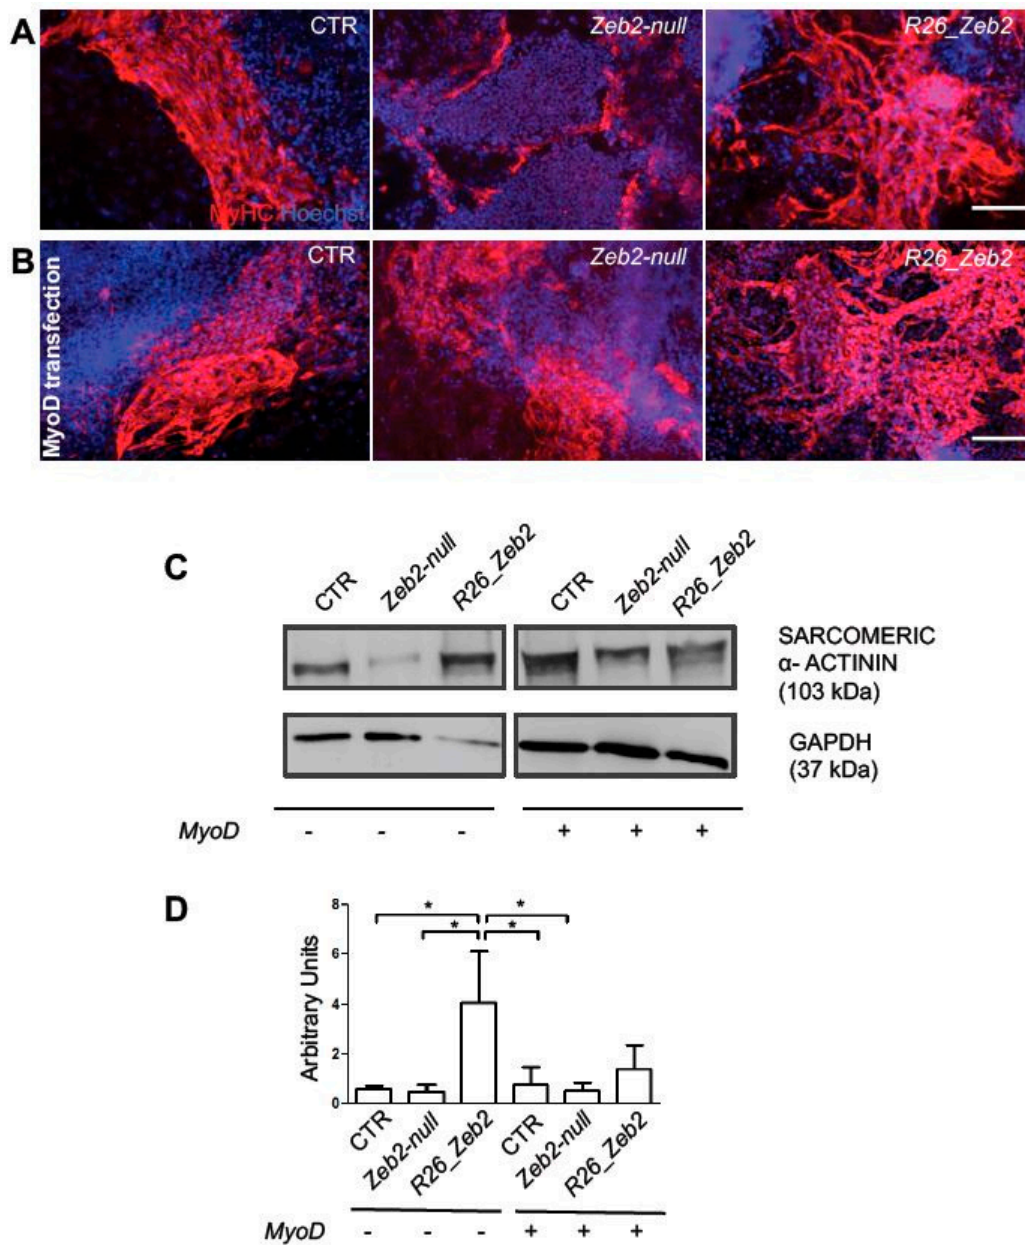 A
CTR
Zeb2-null
R26_Zeb2
MyHC Hoechst
B
MyoD transfection
CTR
Zeb2-null
R26_Zeb2
C
CTR
Zeb2-null
R26_Zeb2
CTR
Zeb2-null
R26_Zeb2
SARCOMERIC
α- ACTININ
(103 kDa)
GAPDH
(37 kDa)
MyoD - - - + + +
D
Arbitrary Units
8
6
4
2
0
* *
* *
CTR
Zeb2-null
R26_Zeb2
CTR
Zeb2-null
R26_Zeb2
MyoD - - - + + +